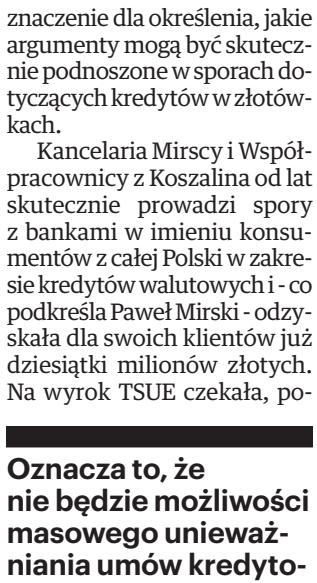 znaczenie dla określenia, jakie
argumenty mogą być skutecz-
nie podnoszone w sporach do-
tyczących kredytów w złotów-
kach.
Kancelaria Mirscy i Współ-
pracownicy z Koszalina od lat
skutecznie prowadzi spory
z bankami w imieniu konsu-
mentów z całej Polski w zakre-
sie kredytów walutowych i - co
podkreśla Paweł Mirski - odzy-
skała dla swoich klientów już
dziesiątki milionów złotych.
Na wyrok TSUE czekała, po-
Oznacza to, że
nie będzie możliwości
masowego unieważ-
niania umów kredyto-